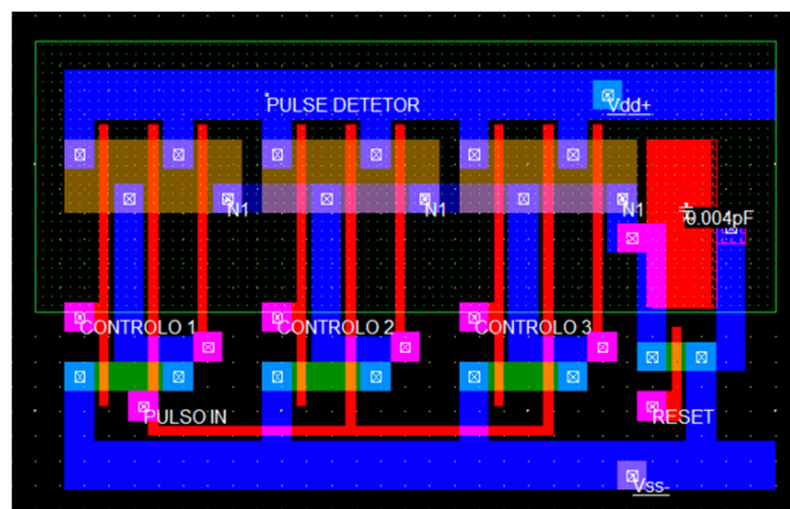 PULSE DETETOR
Vdd+
N1
N1
N1
0.004pF
CONTROLO 1
CONTROLO 2
CONTROLO 3
PULSO IN
RESET
Vss-